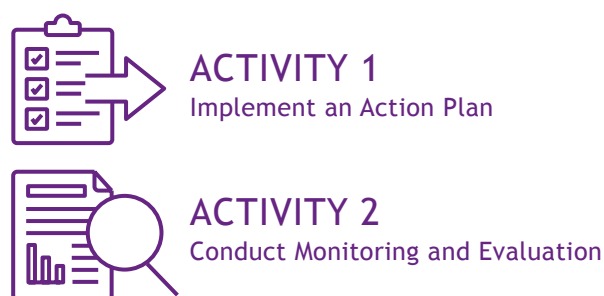 ACTIVITY 1
Implement an Action Plan
ACTIVITY 2
Conduct Monitoring and Evaluation